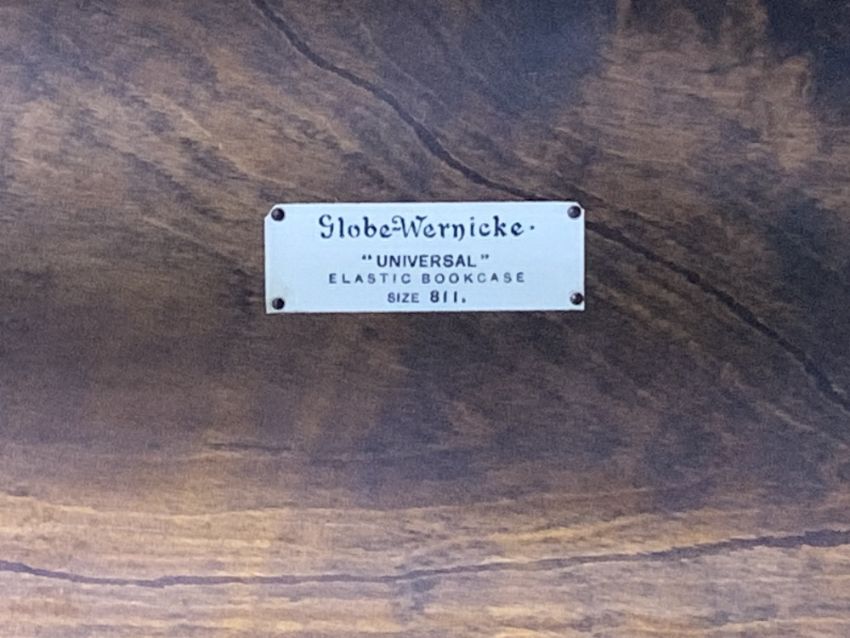 Globe-Wernicke.
"UNIVERSAL"
ELASTIC BOOKCASE
SIZE 811.